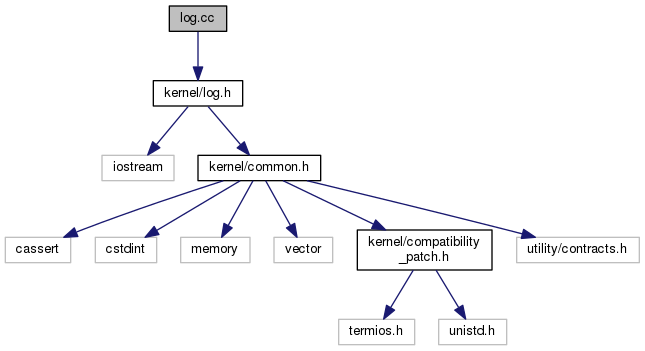 log.cc
kernel/log.h
iostream
kernel/common.h
cassert
cstdint
memory
vector
kernel/compatibility
_patch.h
utility/contracts.h
termios.h
unistd.h